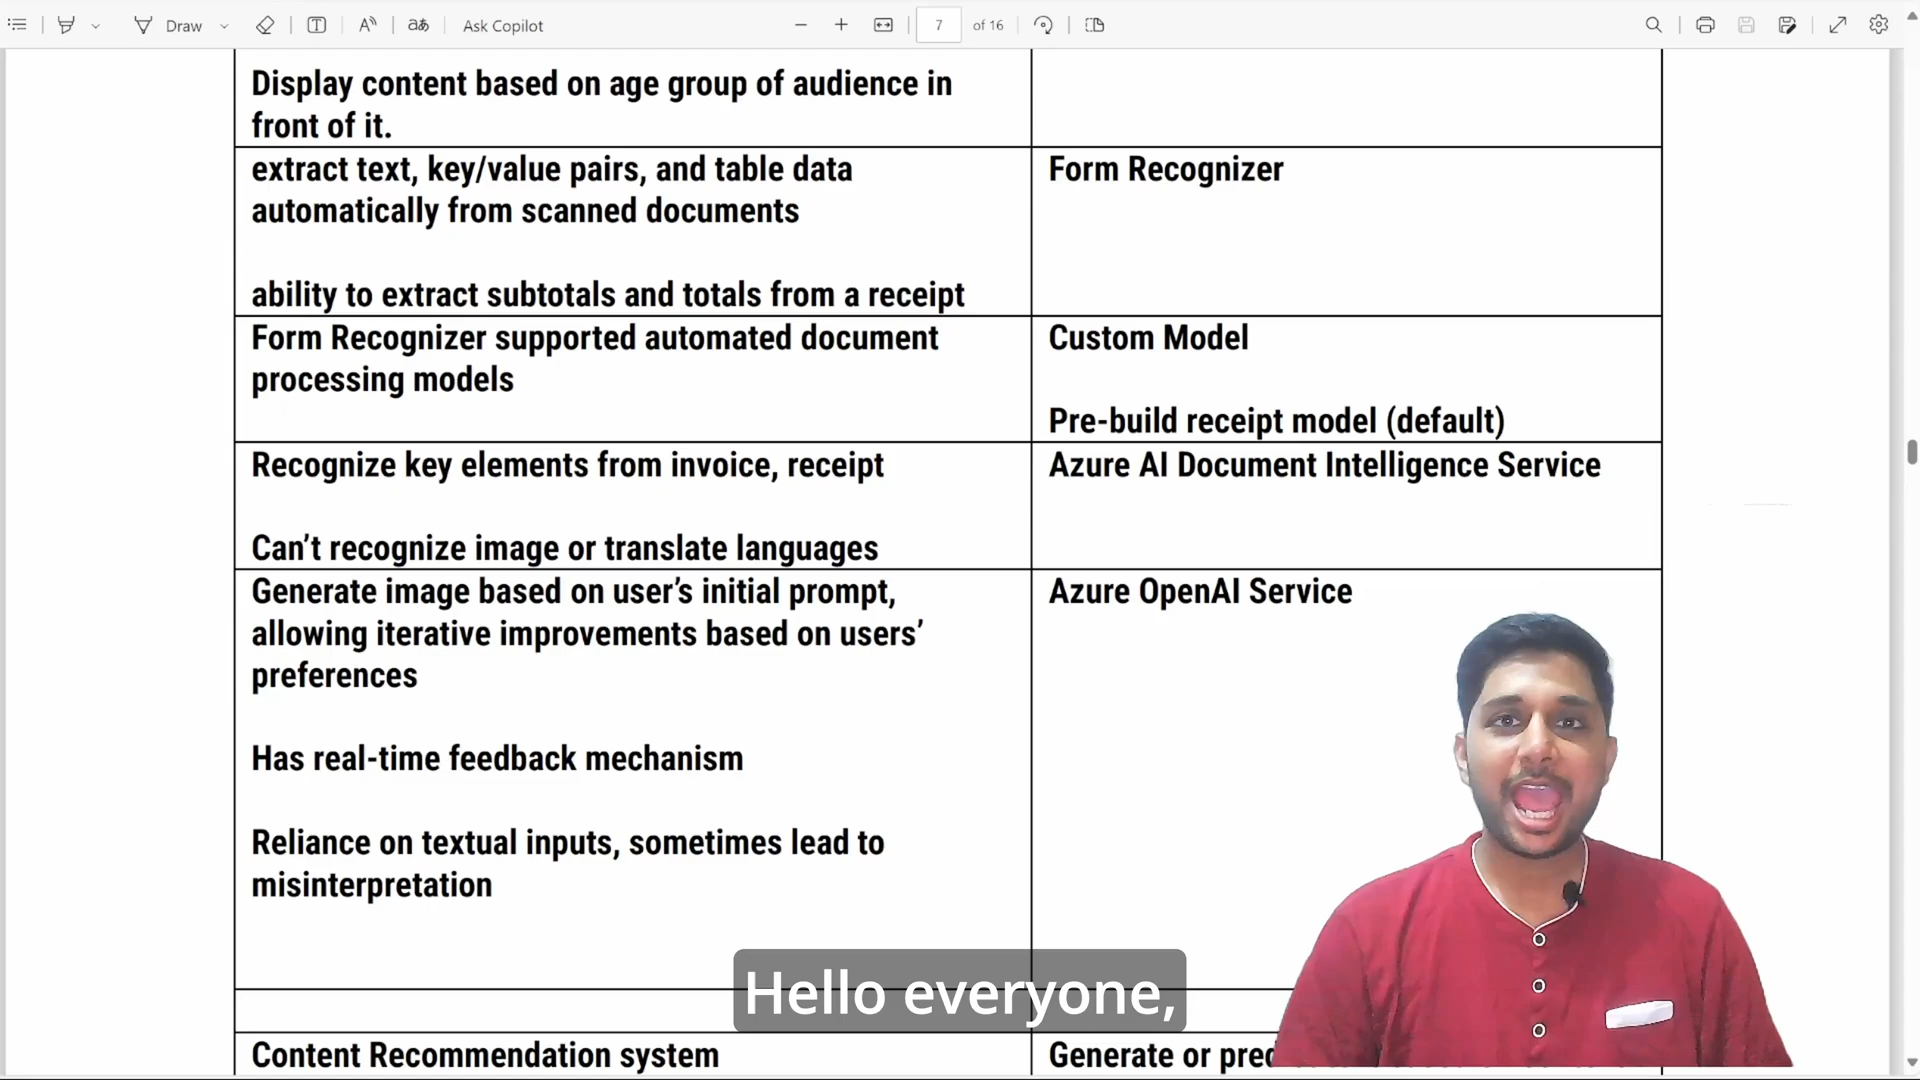 Draw
Ask Copilot
7
of 16
Display content based on age group of audience in
front of it.
extract text, key/value pairs, and table data
automatically from scanned documents
ability to extract subtotals and totals from a receipt
Form Recognizer
Form Recognizer supported automated document
processing models
Custom Model
Pre-build receipt model (default)
Recognize key elements from invoice, receipt
Can’t recognize image or translate languages
Azure AI Document Intelligence Service
Generate image based on user’s initial prompt,
allowing iterative improvements based on users’
preferences
Has real-time feedback mechanism
Reliance on textual inputs, sometimes lead to
misinterpretation
Azure OpenAI Service
Hello everyone,
Content Recommendation system
Generate or